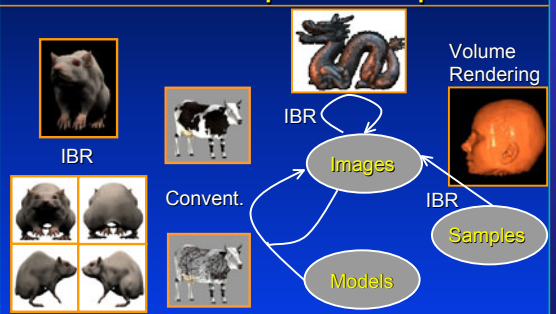 Volume
Rendering
IBR
IBR
Images
Convent.
IBR
Samples
Models